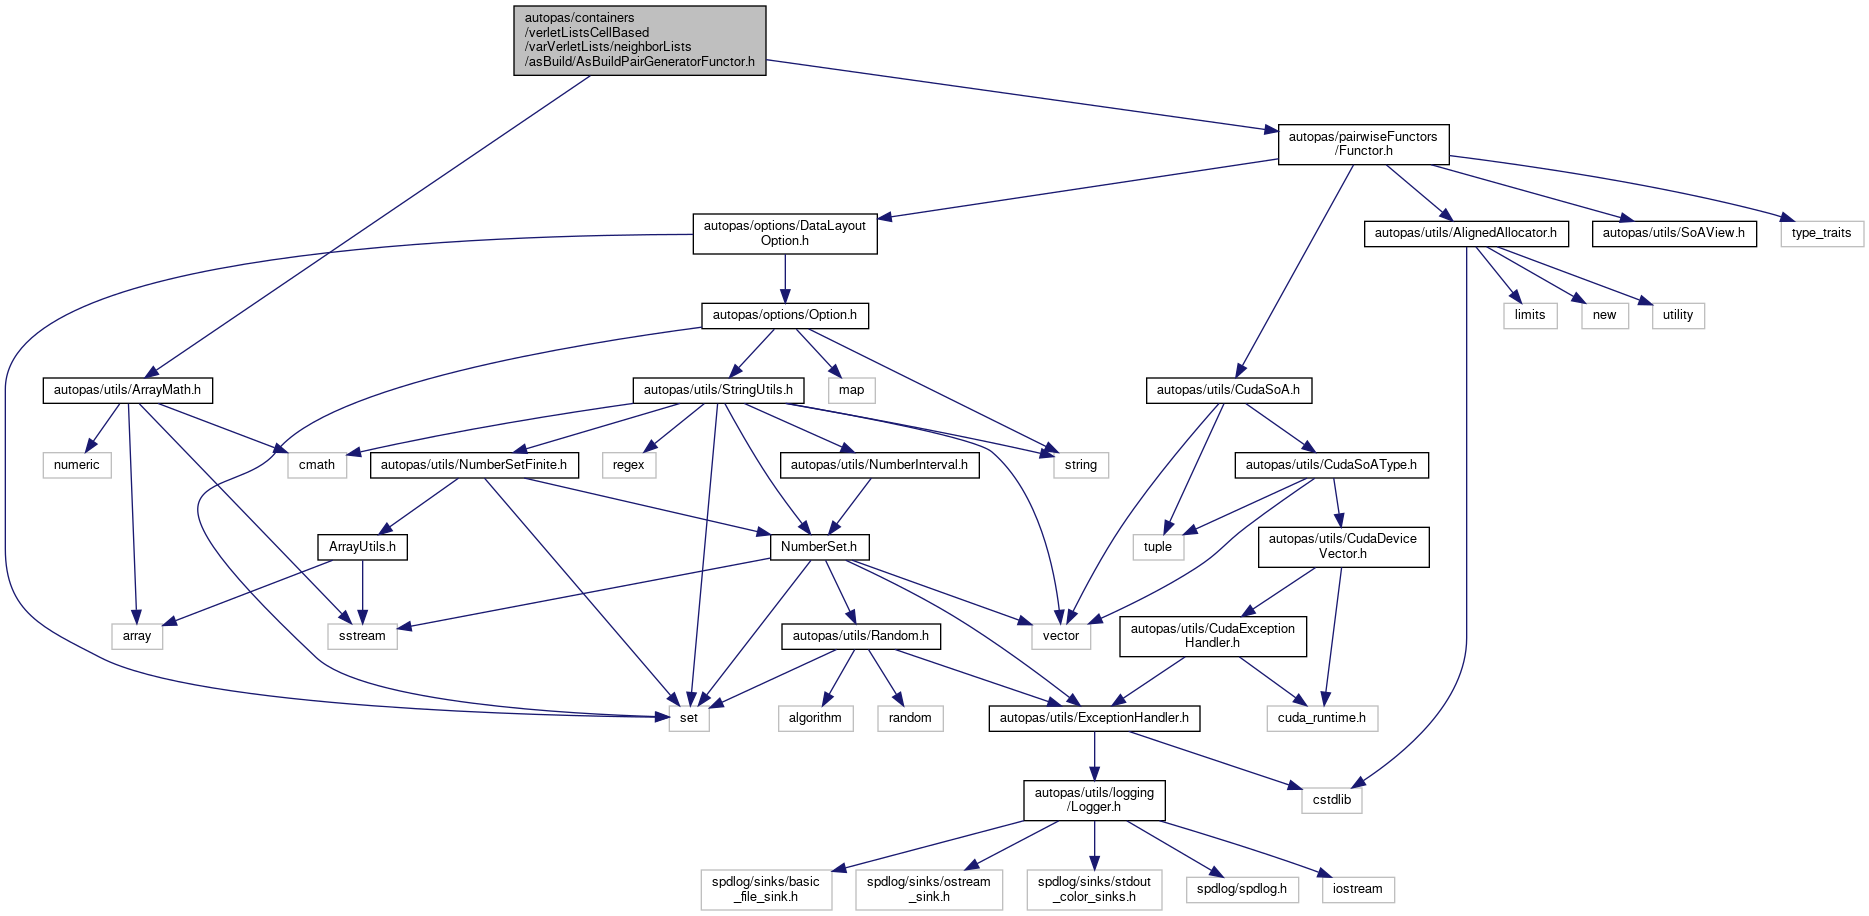 autopas/containers
/verletListsCellBased
/varVerletLists/neighborLists
/asBuild/AsBuildPairGeneratorFunctor.h
autopas/pairwiseFunctors
/Functor.h
autopas/options/DataLayout
Option.h
autopas/utils/AlignedAllocator.h
autopas/utils/SoAView.h
type_traits
autopas/options/Option.h
limits
new
utility
autopas/utils/ArrayMath.h
autopas/utils/StringUtils.h
map
autopas/utils/CudaSoA.h
numeric
cmath
autopas/utils/NumberSetFinite.h
regex
autopas/utils/NumberInterval.h
string
autopas/utils/CudaSoAType.h
ArrayUtils.h
NumberSet.h
tuple
autopas/utils/CudaDevice
Vector.h
array
sstream
autopas/utils/Random.h
vector
autopas/utils/CudaException
Handler.h
set
algorithm
random
autopas/utils/ExceptionHandler.h
cuda_runtime.h
autopas/utils/logging
/Logger.h
cstdlib
spdlog/sinks/basic
_file_sink.h
spdlog/sinks/ostream
_sink.h
spdlog/sinks/stdout
_color_sinks.h
spdlog/spdlog.h
iostream